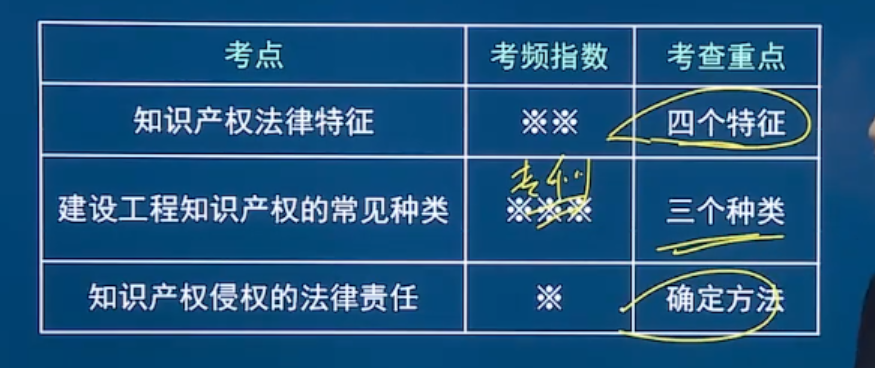 考点 考频指数 考查重点
知识产权法律特征 ※※ 四个特征
专利
建设工程知识产权的常见种类 ※※※ 三个种类
知识产权侵权的法律责任 ※ 确定方法